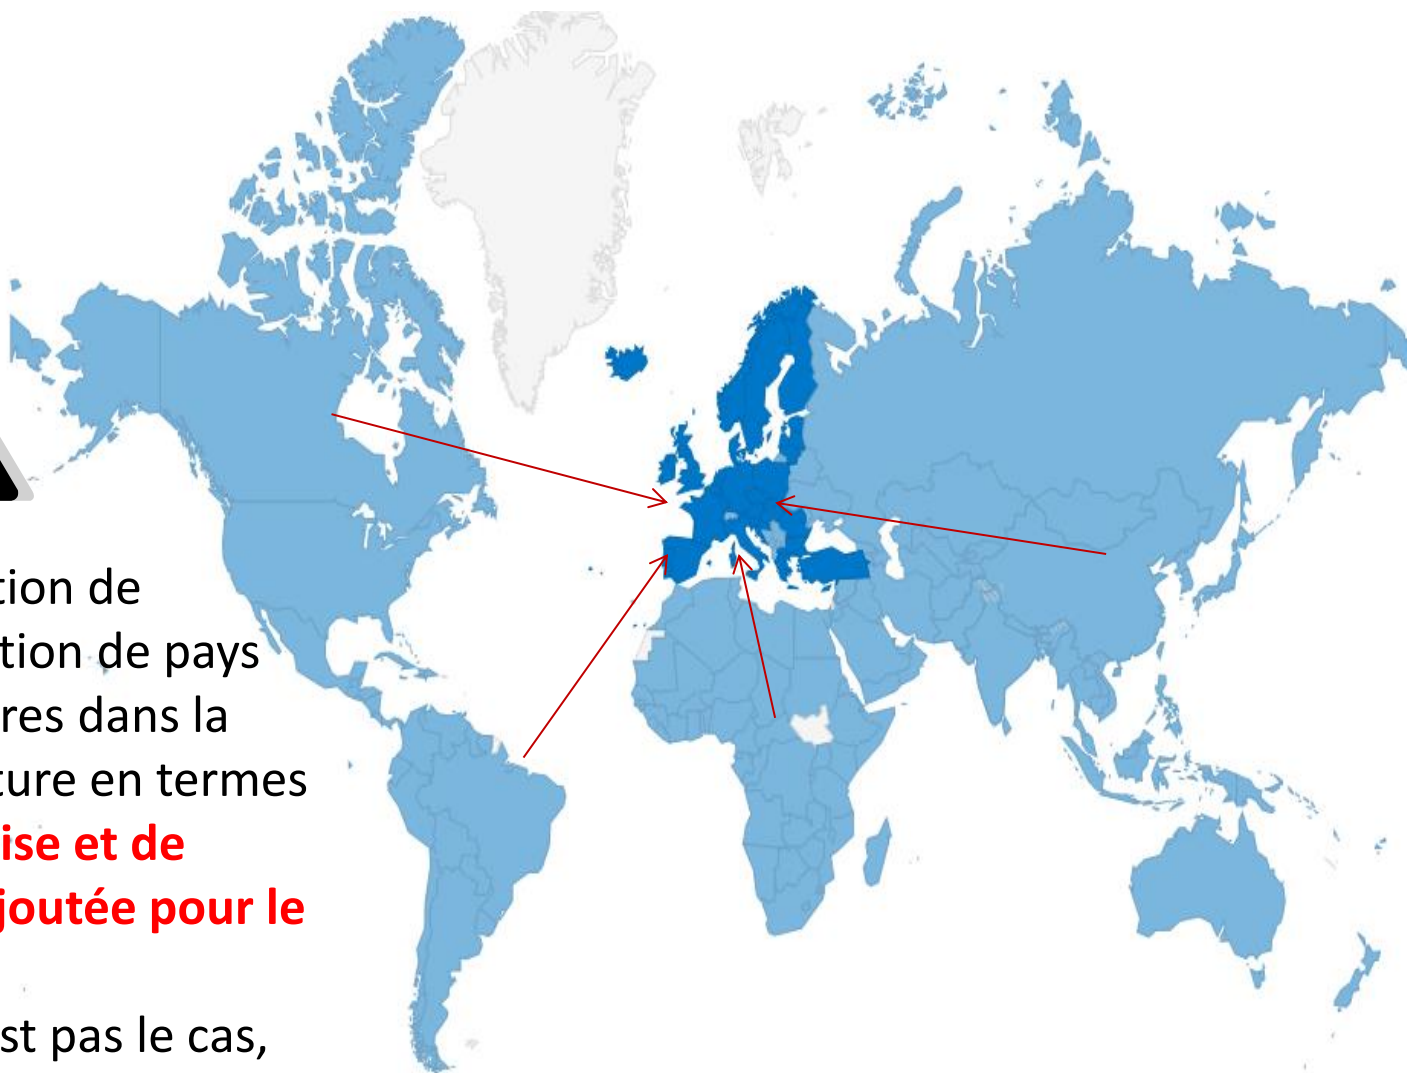 tion de
tion de pays
res dans la
ture en termes
ise et de
joutée pour le
st pas le cas,